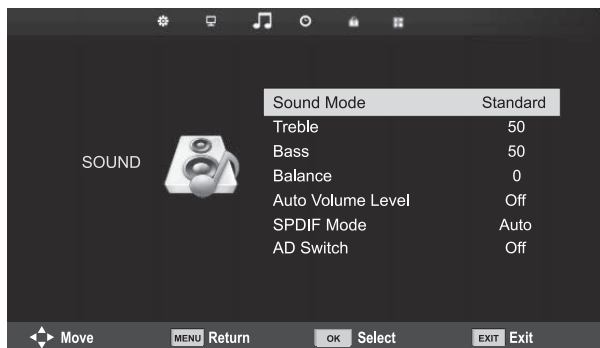 Sound Mode Standard
Treble 50
Bass 50
SOUND
Balance 0
Auto Volume Level Off
SPDIF Mode Auto
AD Switch Off
Move MENU Return OK Select EXIT Exit